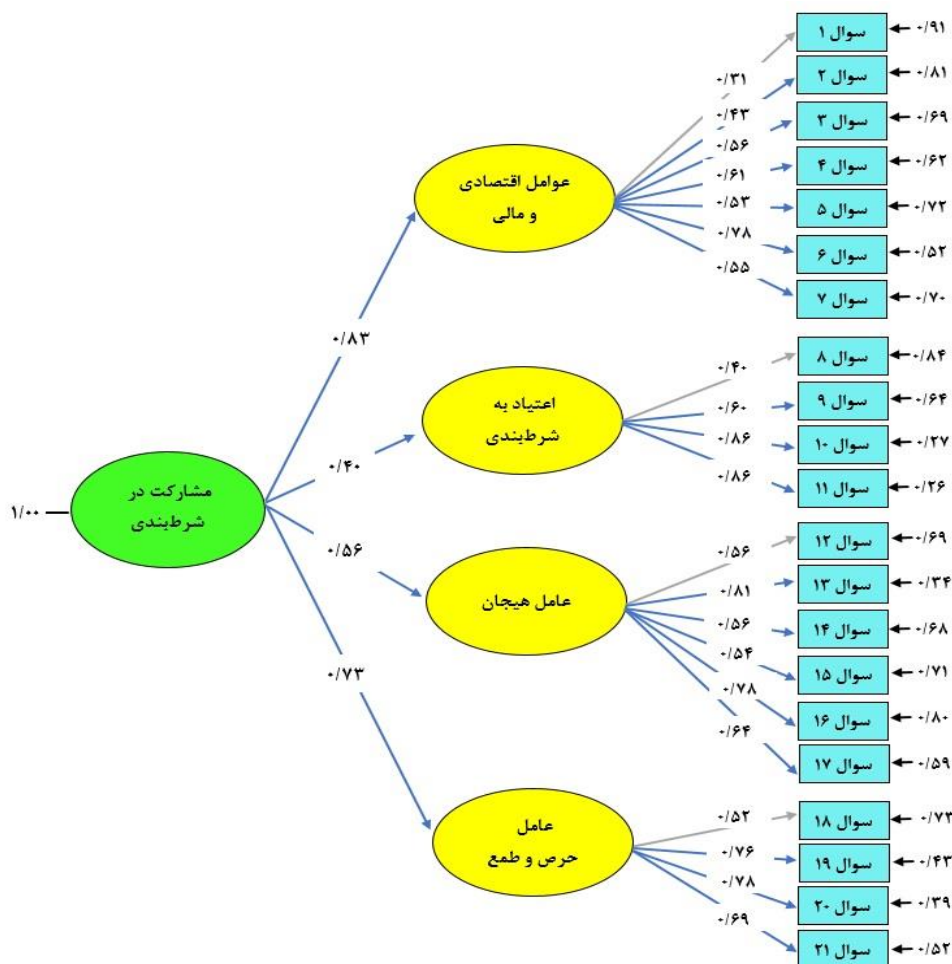 سوال ۱
۰/۹۱
سوال ۲
۰/۸۱
سوال ۳
۰/۶۹
سوال ۴
۰/۶۲
سوال ۵
۰/۷۲
سوال ۶
۰/۵۲
سوال ۷
۰/۷۰
۰/۳۱
۰/۴۳
۰/۵۶
۰/۶۱
۰/۵۳
۰/۷۸
۰/۵۵
عوامل اقتصادی
و مالی
۰/۸۳
سوال ۸
۰/۸۴
سوال ۹
۰/۶۴
سوال ۱۰
۰/۲۷
سوال ۱۱
۰/۲۶
۰/۴۰
۰/۶۰
۰/۸۶
۰/۸۶
اعتیاد به
شرط‌بندی
۰/۴۰
مشارکت در
شرط‌بندی
۱/۰۰
سوال ۱۲
۰/۶۹
سوال ۱۳
۰/۳۴
سوال ۱۴
۰/۶۸
سوال ۱۵
۰/۷۱
سوال ۱۶
۰/۸۰
سوال ۱۷
۰/۵۹
۰/۵۶
۰/۸۱
۰/۵۶
۰/۵۴
۰/۷۸
۰/۶۴
عامل هیجان
۰/۵۶
۰/۷۳
سوال ۱۸
۰/۷۳
سوال ۱۹
۰/۴۳
سوال ۲۰
۰/۳۹
سوال ۲۱
۰/۵۲
۰/۵۲
۰/۷۶
۰/۷۸
۰/۶۹
عامل
حرص و طمع